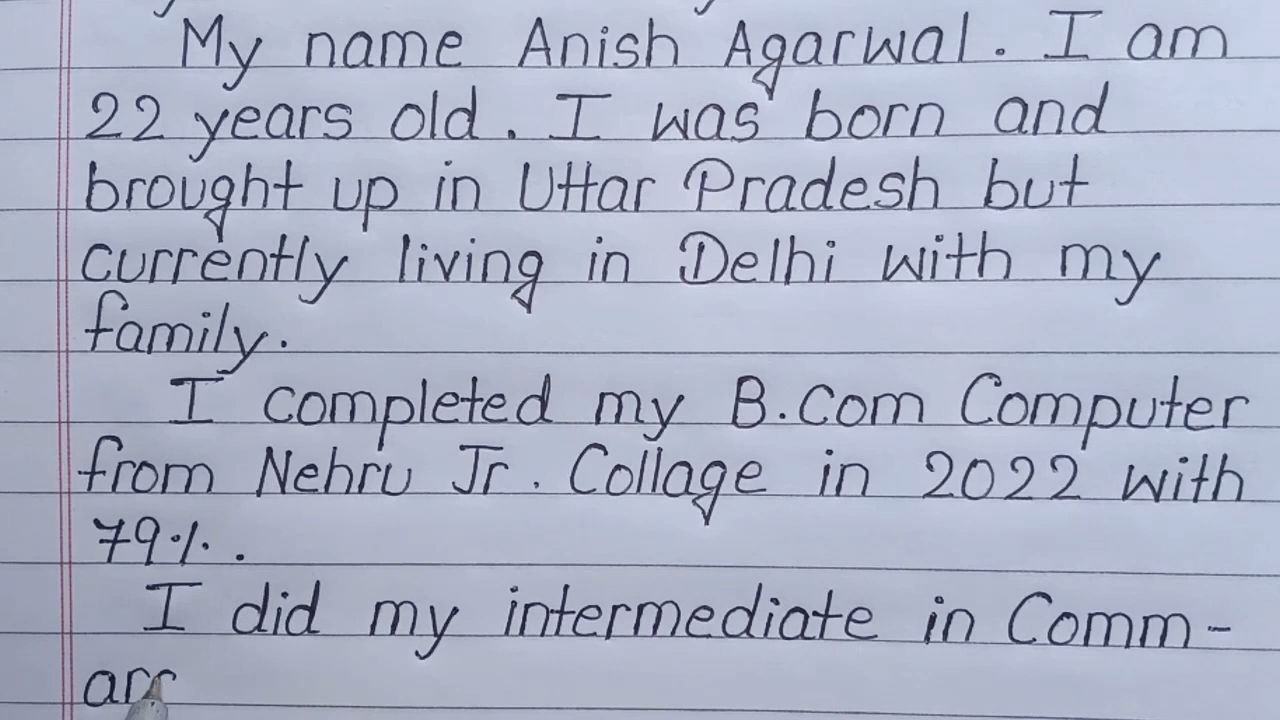 My name Anish Agarwal. I am
22 years old. I was born and
brought up in Uttar Pradesh but
currently living in Delhi with my
family.
I completed my B.Com Computer
from Nehru Jr. Collage in 2022 with
79%.
I did my intermediate in Comm-